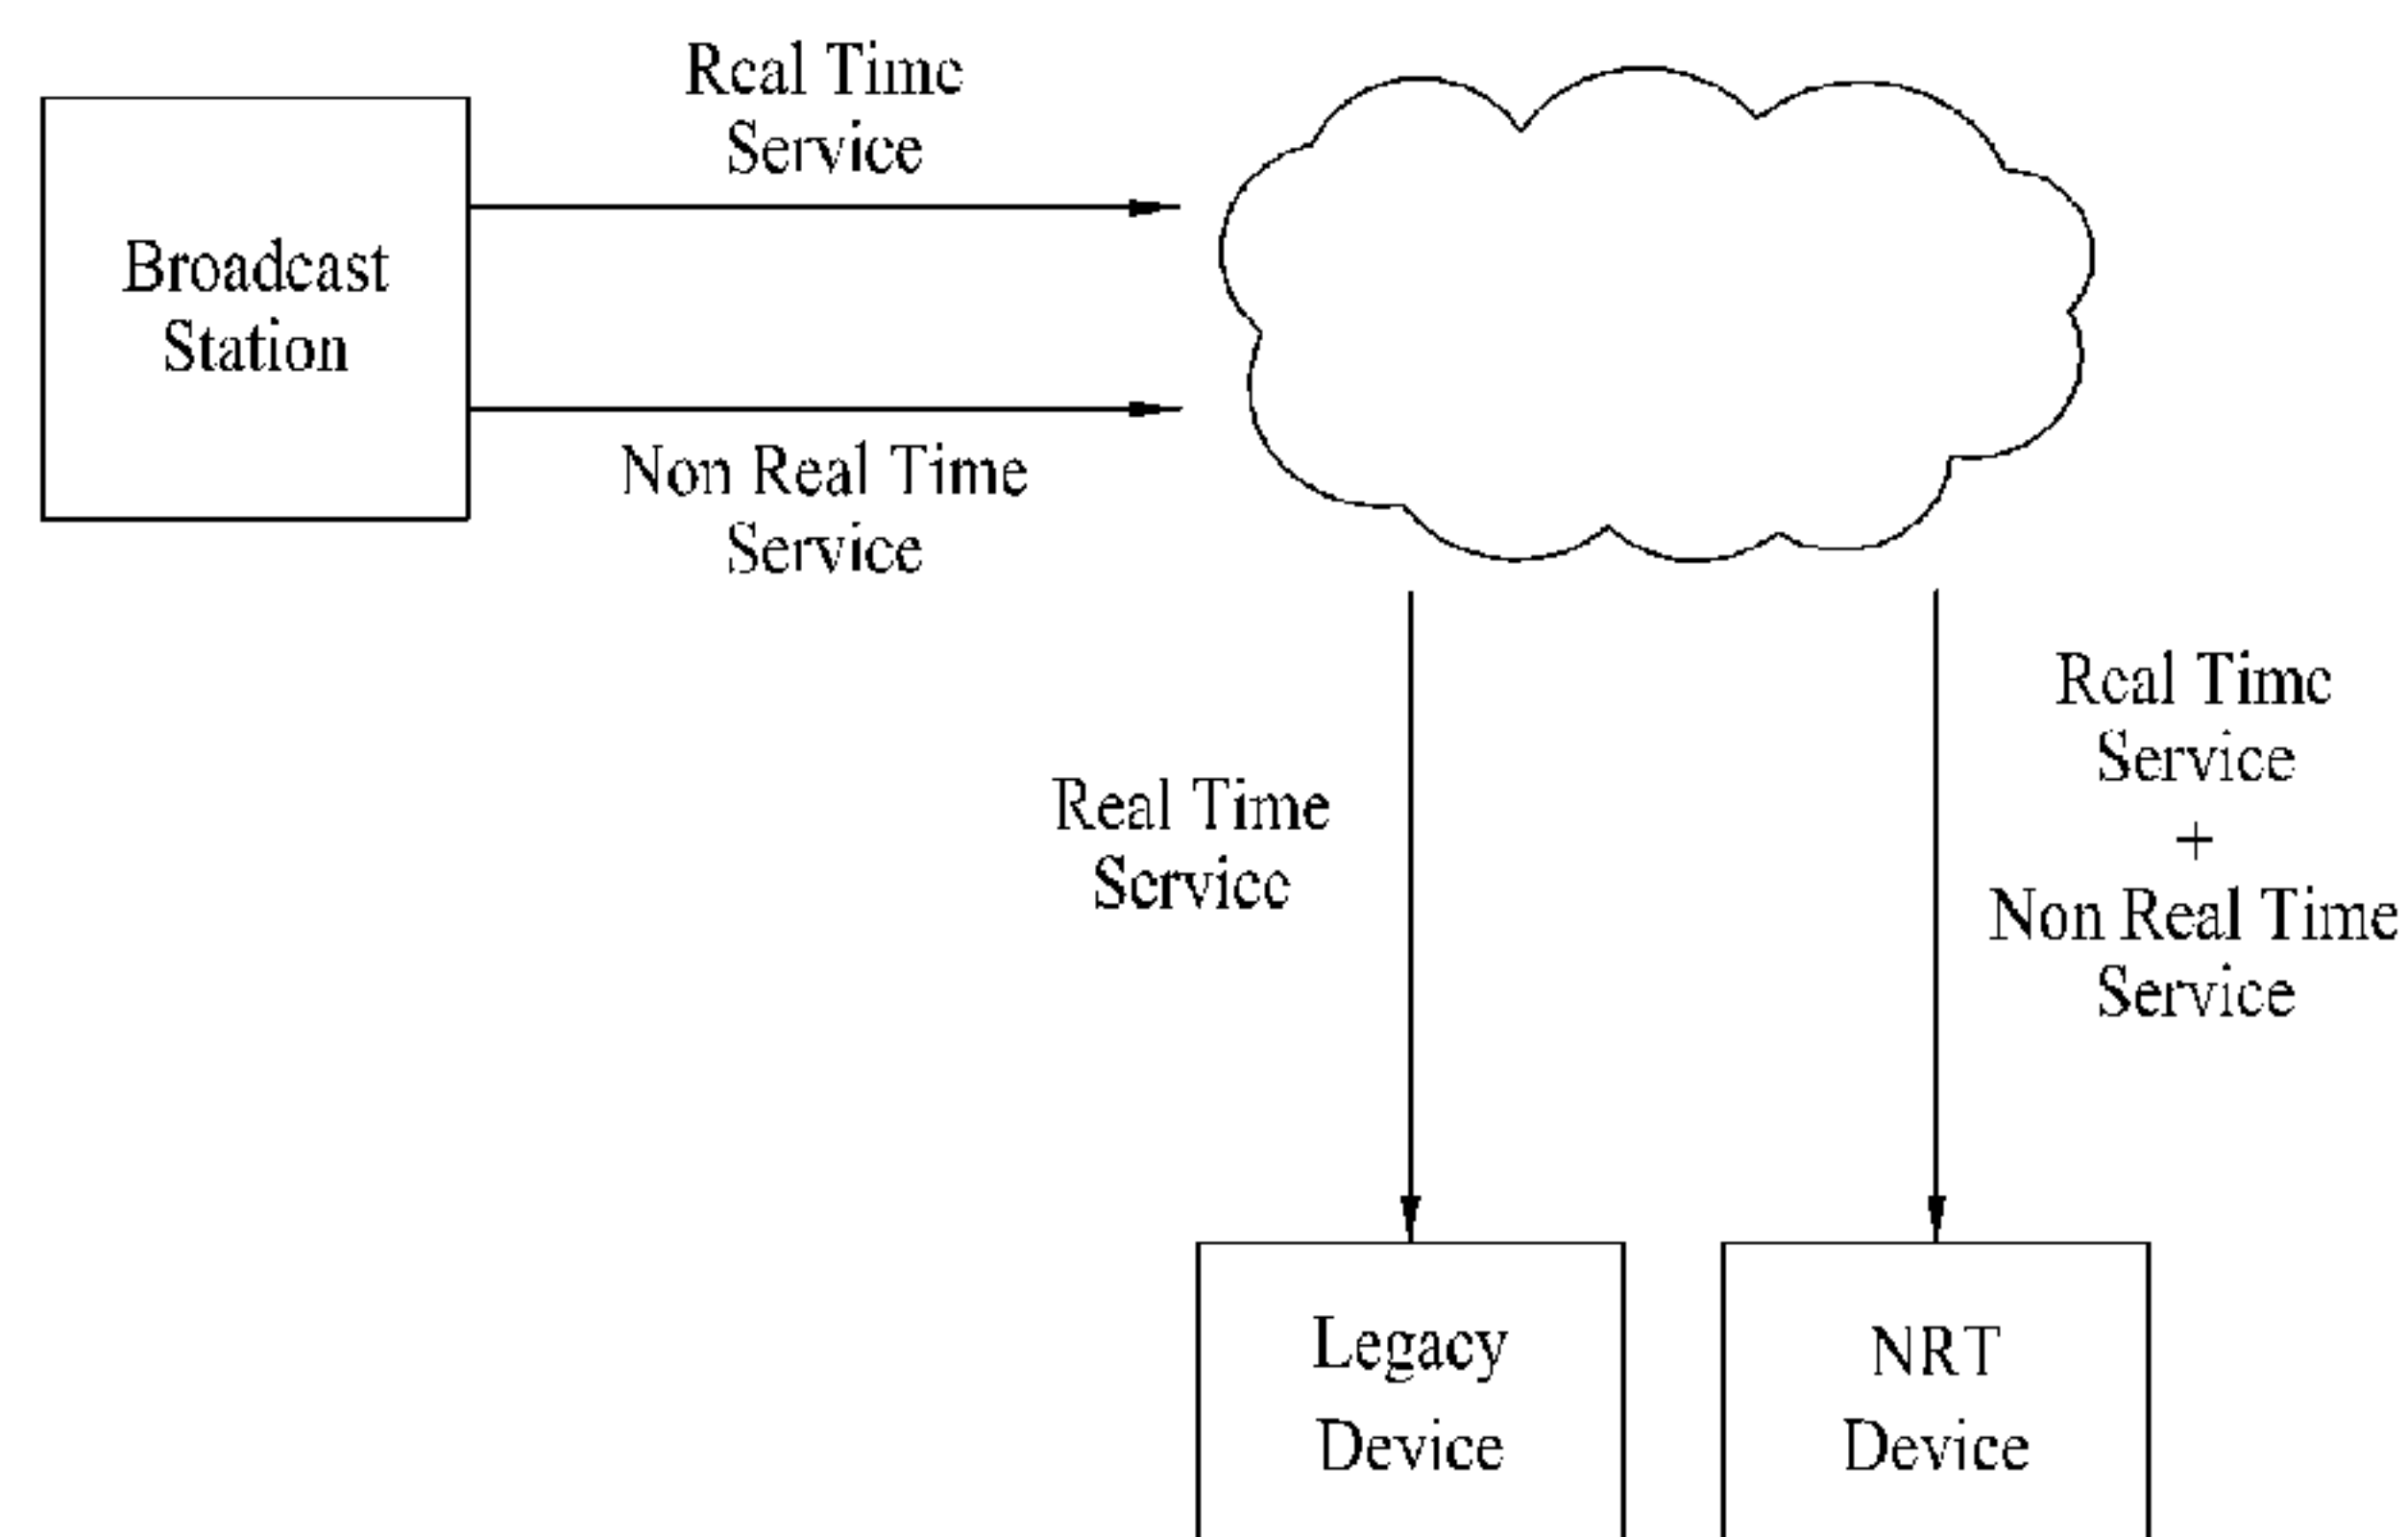 Real Time
Service
Broadcast
Station
Non Real Time
Service
Real Time
Service
Real Time
Service
+
Non Real Time
Service
Legacy
Device
NRT
Device